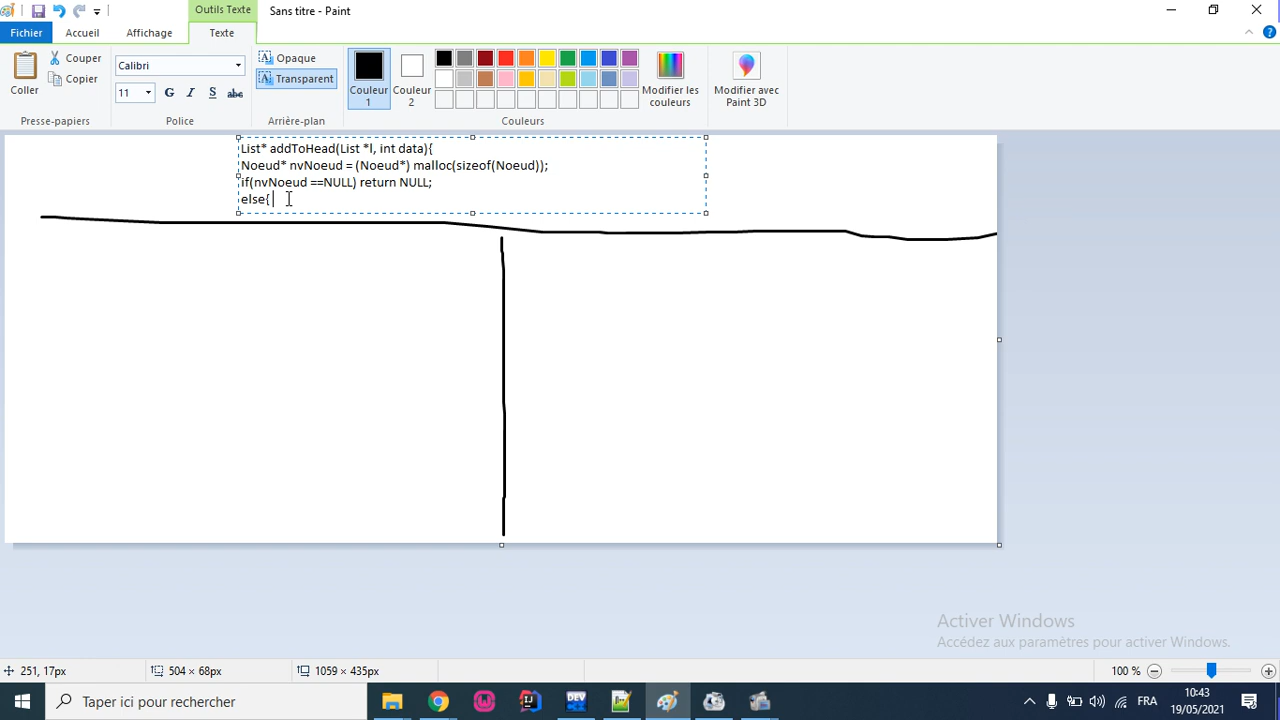 Outils Texte
Sans titre - Paint
Fichier
Accueil
Affichage
Texte
Coller
Couper
Copier
Presse-papiers
Calibri
11
G
I
S
abc
Police
Opaque
Transparent
Arrière-plan
Couleur 1
Couleur 2
Modifier les couleurs
Couleurs
Modifier avec Paint 3D
List* addToHead(List *l, int data){
Noeud* nvNoeud = (Noeud*) malloc(sizeof(Noeud));
if(nvNoeud ==NULL) return NULL;
else{
Activer Windows
Accédez aux paramètres pour activer Windows.
251, 17px
504 × 68px
1059 × 435px
100 %
Taper ici pour rechercher
DEV
FRA
10:43
19/05/2021